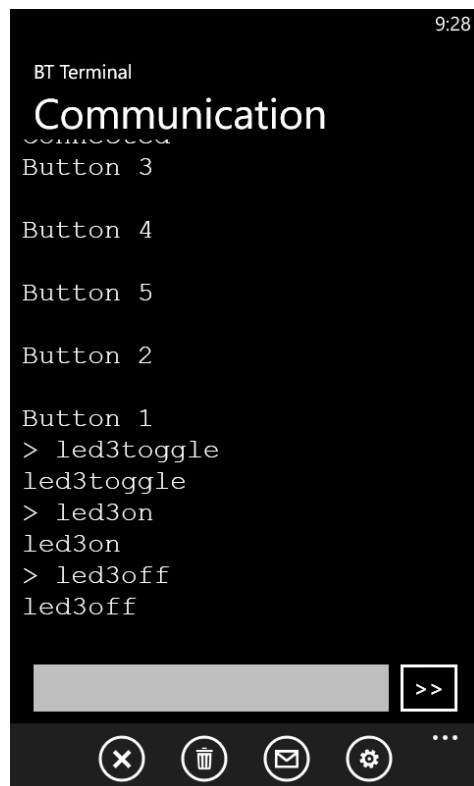 9:28
BT Terminal
Communication
Connected
Button 3
Button 4
Button 5
Button 2
Button 1
> led3toggle
led3toggle
> led3on
led3on
> led3off
led3off
>>